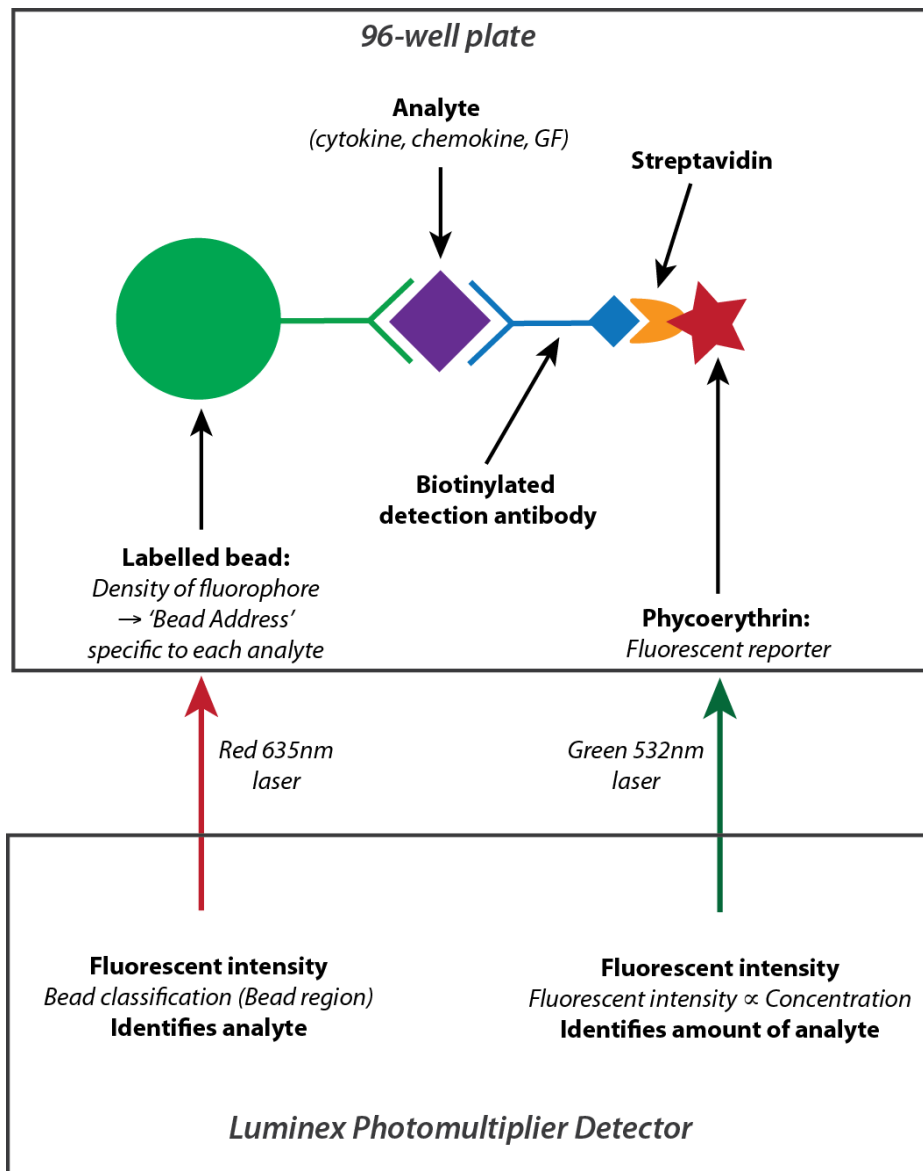 96-well plate
Analyte
(cytokine, chemokine, GF)
Streptavidin
Biotinylated
detection antibody
Labelled bead:
Density of fluorophore
→ ‘Bead Address’
specific to each analyte
Phycoerythrin:
Fluorescent reporter
Red 635nm
laser
Green 532nm
laser
Fluorescent intensity
Bead classification (Bead region)
Identifies analyte
Fluorescent intensity
Fluorescent intensity ∝ Concentration
Identifies amount of analyte
Luminex Photomultiplier Detector